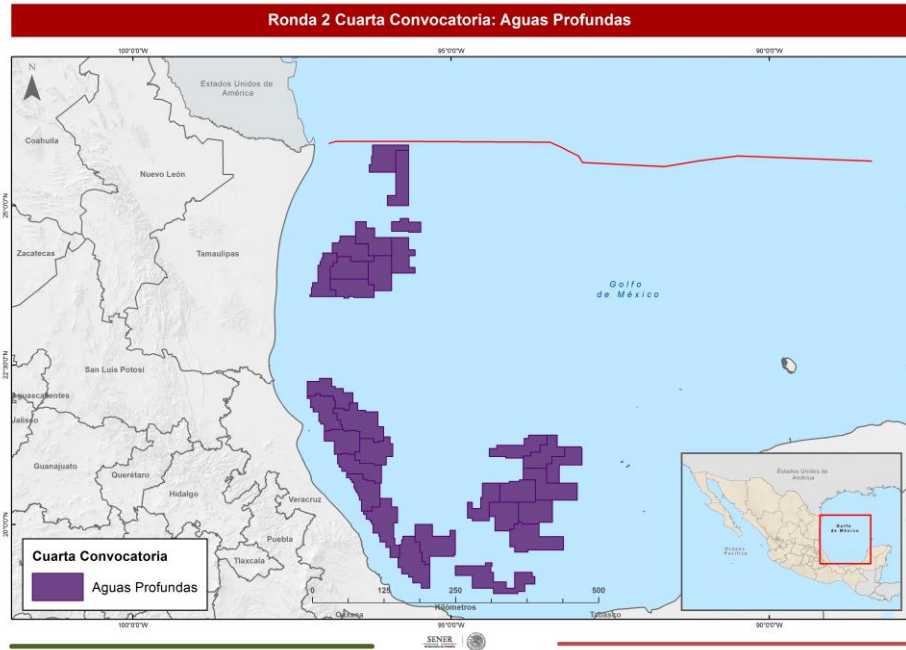 Ronda 2 Cuarta Convocatoria: Aguas Profundas
100°0'0"W
95°0'0"W
90°0'0"W
N
Estados Unidos de
América
Coahuila
Nuevo León
25°0'0"N
Zacatecas
Tamaulipas
Golfo
de México
22°30'0"N
San Luis Potosí
Aguascalientes
Jalisco
Guanajuato
Querétaro
Hidalgo
Veracruz
20°0'0"N
Puebla
Tlaxcala
Cuarta Convocatoria
Aguas Profundas
0
125
250
500
Kilómetros
Oaxaca
Tabasco
Estados Unidos de
América
Golfo
de México
Océano
Pacífico
100°0'0"W
95°0'0"W
90°0'0"W
SENER